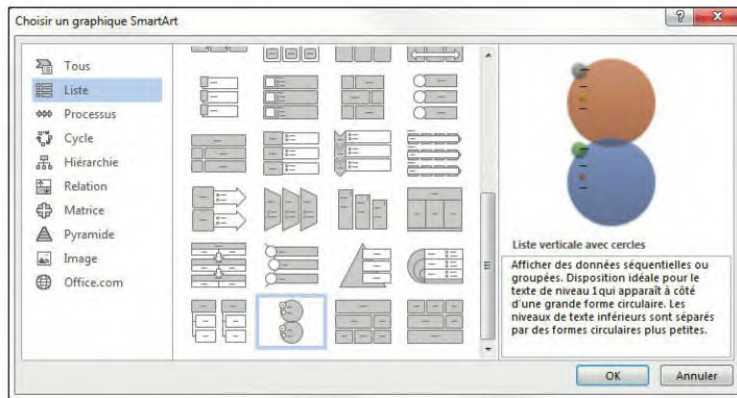 Choisir un graphique SmartArt
Tous
Liste
Processus
Cycle
Hiérarchie
Relation
Matrice
Pyramide
Image
Office.com
Liste verticale avec cercles
Afficher des données séquentielles ou
groupées. Disposition idéale pour le
texte de niveau 1 qui apparaît à côté
d'une grande forme circulaire. Les
niveaux de texte inférieurs sont séparés
par des formes circulaires plus petites.
OK
Annuler